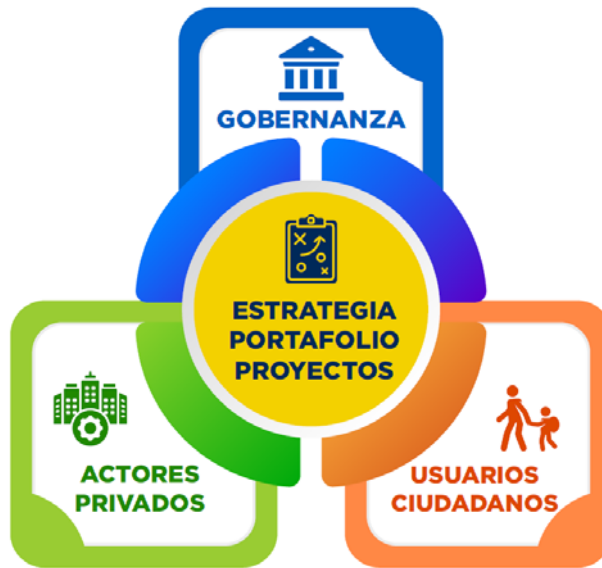 GOBERNANZA
ESTRATEGIA
PORTAFOLIO
PROYECTOS
ACTORES
PRIVADOS
USUARIOS
CIUDADANOS